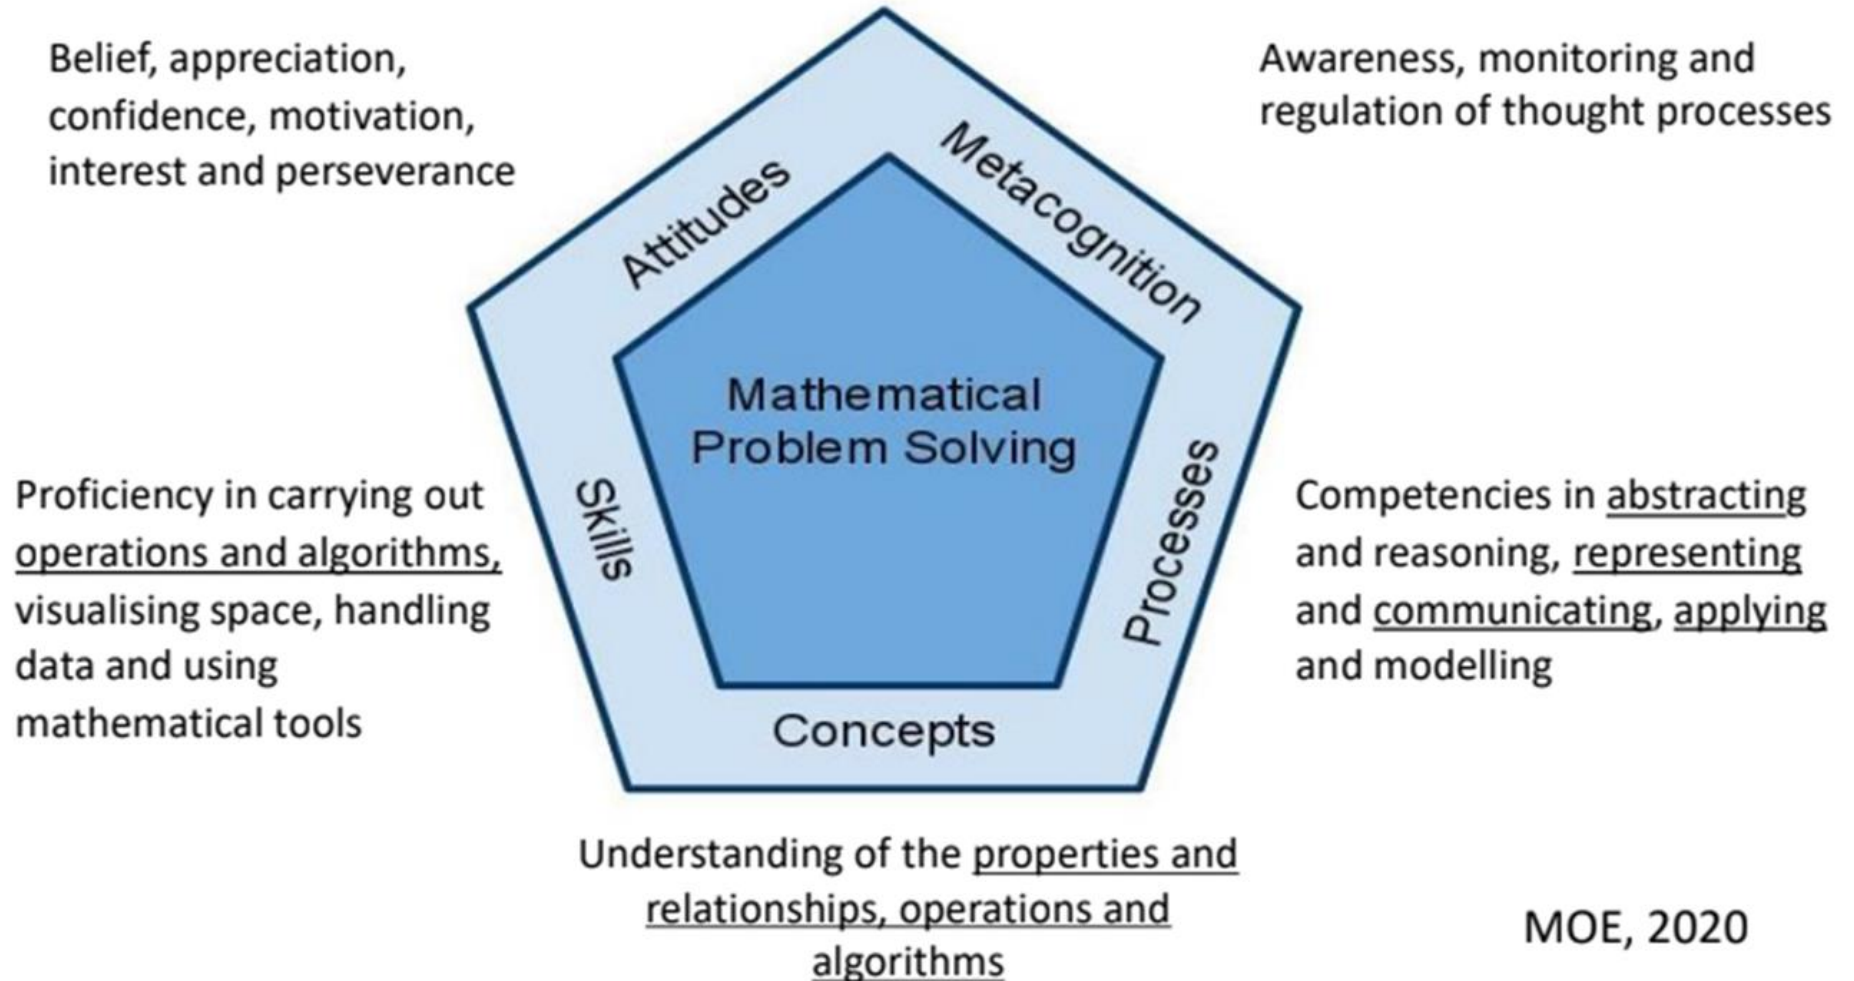 Belief, appreciation,
confidence, motivation,
interest and perseverance
Awareness, monitoring and
regulation of thought processes
Attitudes
Metacognition
Mathematical
Problem Solving
Skills
Processes
Concepts
Proficiency in carrying out
operations and algorithms,
visualising space, handling
data and using
mathematical tools
Competencies in abstracting
and reasoning, representing
and communicating, applying
and modelling
Understanding of the properties and
relationships, operations and
algorithms
MOE, 2020